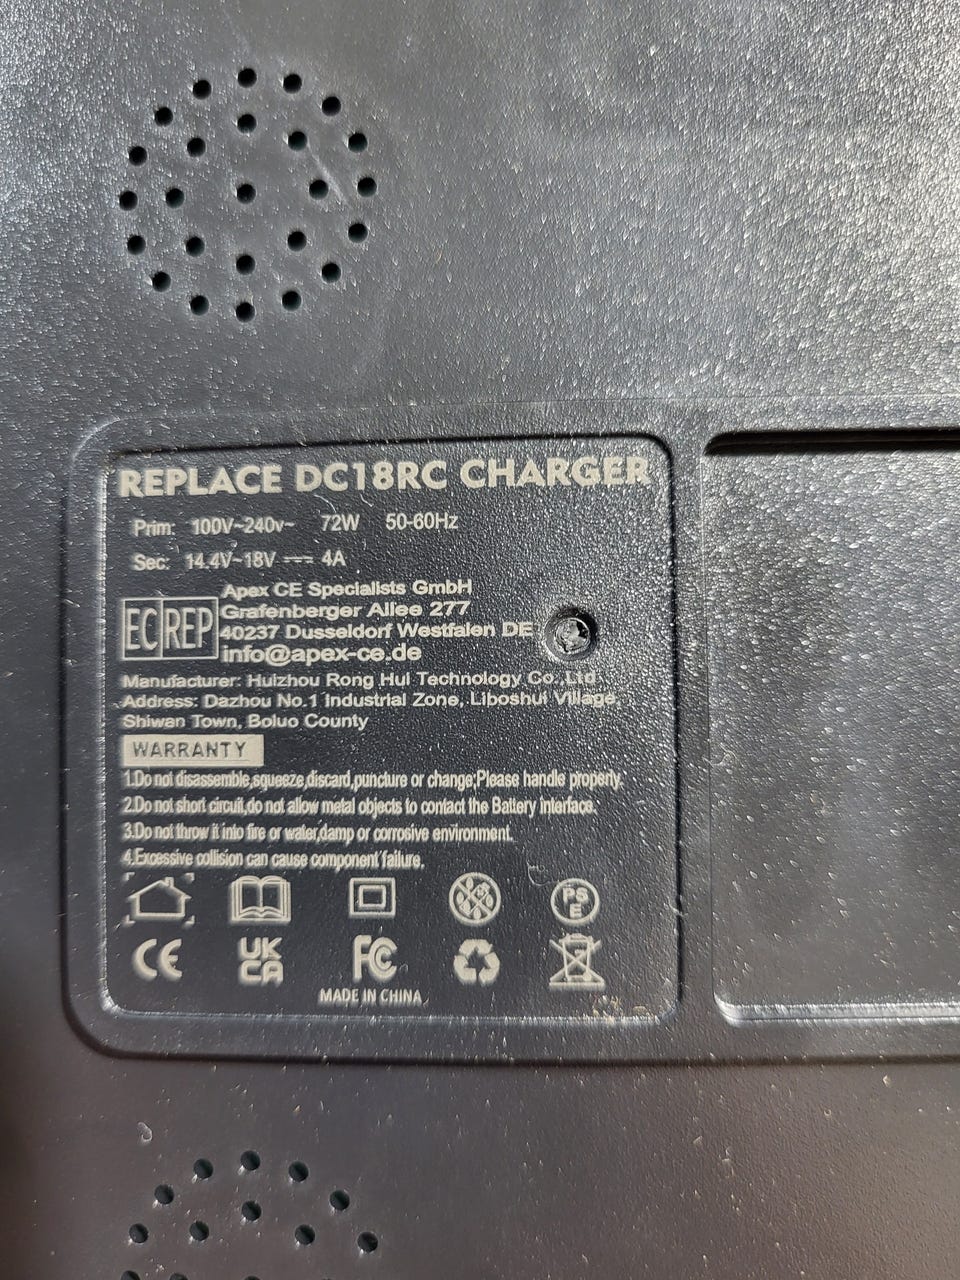 REPLACE DC18RC CHARGER
Prim: 100V~240v~ 72W 50-60Hz
Sec: 14.4V~18V ⎓ 4A
EC REP
Apex CE Specialists GmbH
Grafenberger Allee 277
40237 Dusseldorf Westfalen DE
info@apex-ce.de
Manufacturer: Huizhou Rong Hui Technology Co.,Ltd.
Address: Dazhou No.1 Industrial Zone, Liboshui Village,
Shiwan Town, Boluo County
WARRANTY
1.Do not disassemble,squeeze,discard,puncture or change;Please handle properly.
2.Do not short circuit,do not allow metal objects to contact the Battery interface.
3.Do not throw it into fire or water,damp or corrosive environment.
4.Excessive collision can cause component failure.
PS E
CE UK CA FC
MADE IN CHINA